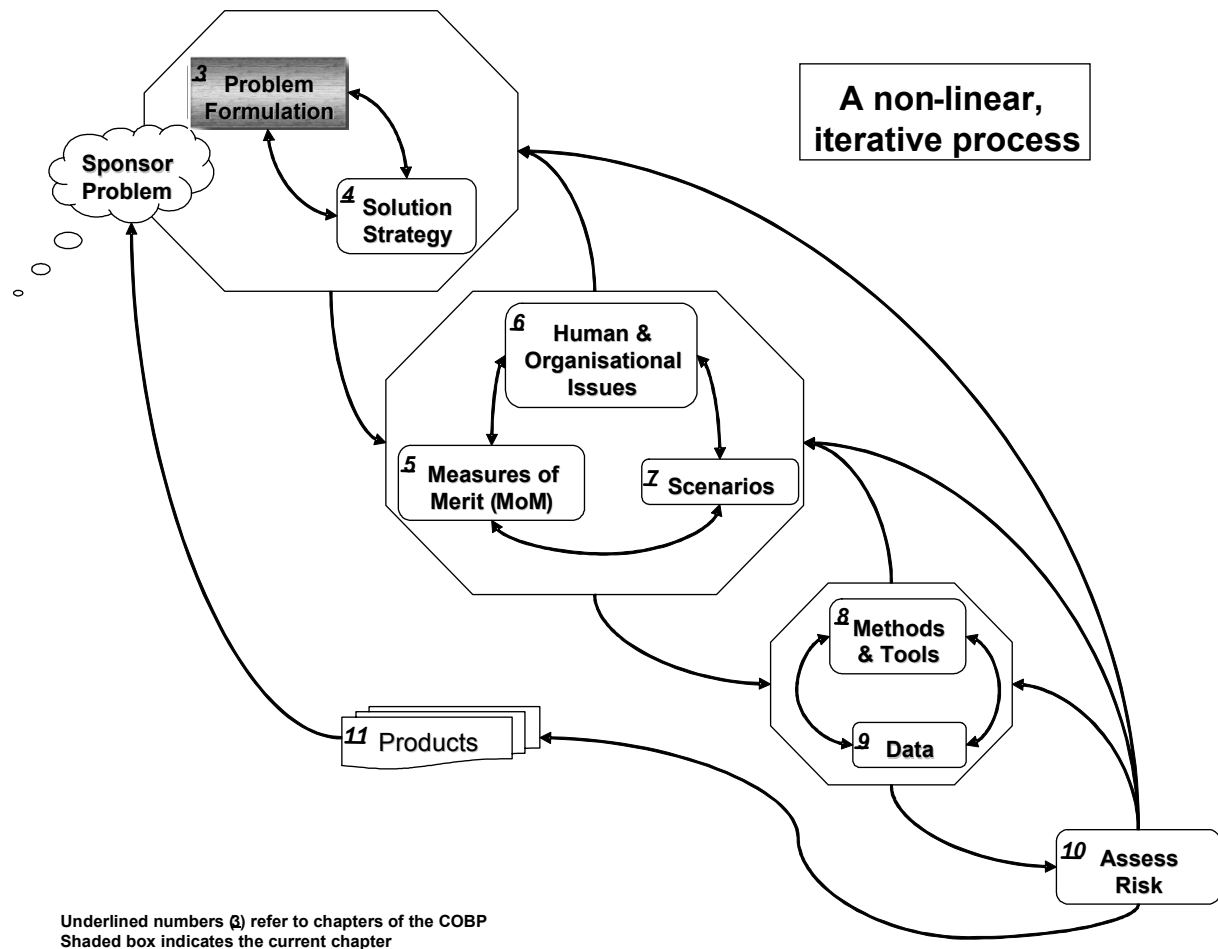 3
Problem
Formulation
A non-linear,
iterative process
Sponsor
Problem
4
Solution
Strategy
6
Human &
Organisational
Issues
5
Measures of
Merit (MoM)
7
Scenarios
8
Methods
& Tools
9
Data
11 Products
10
Assess
Risk
Underlined numbers (3) refer to chapters of the COBP
Shaded box indicates the current chapter